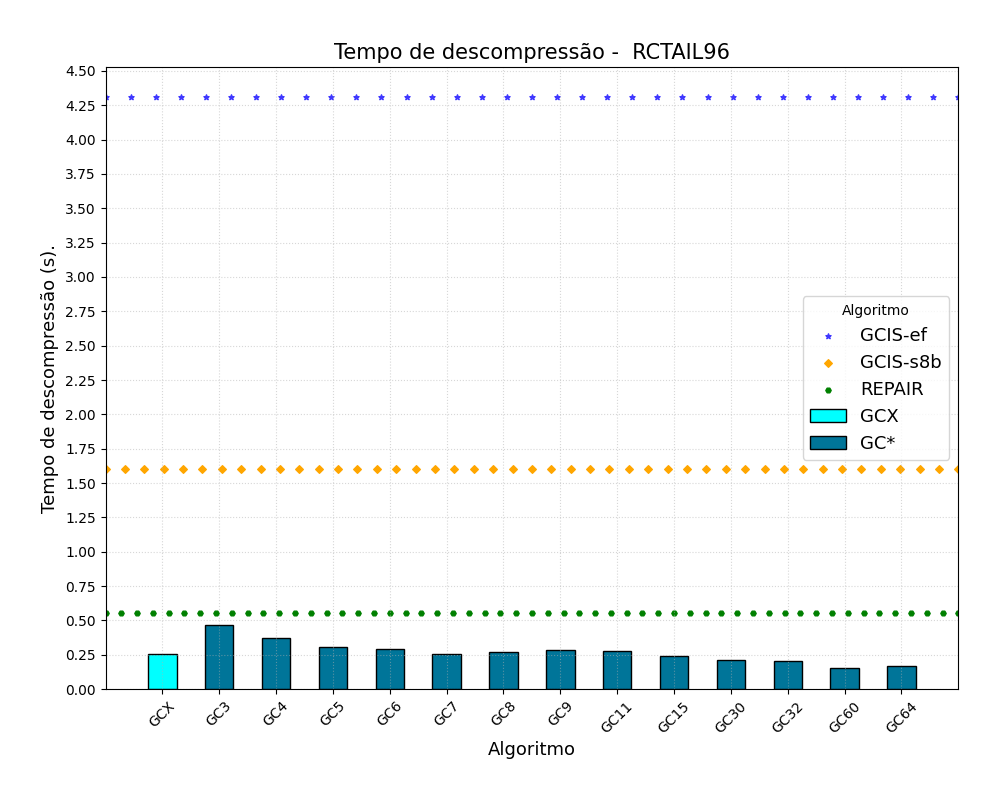 Tempo de descompressão -  RCTAIL96
Tempo de descompressão (s).
4.50
4.25
4.00
3.75
3.50
3.25
3.00
2.75
2.50
2.25
2.00
1.75
1.50
1.25
1.00
0.75
0.50
0.25
0.00
Algoritmo
GCIS-ef
GCIS-s8b
REPAIR
GCX
GC*
GCX
GC3
GC4
GC5
GC6
GC7
GC8
GC9
GC11
GC15
GC30
GC32
GC60
GC64
Algoritmo